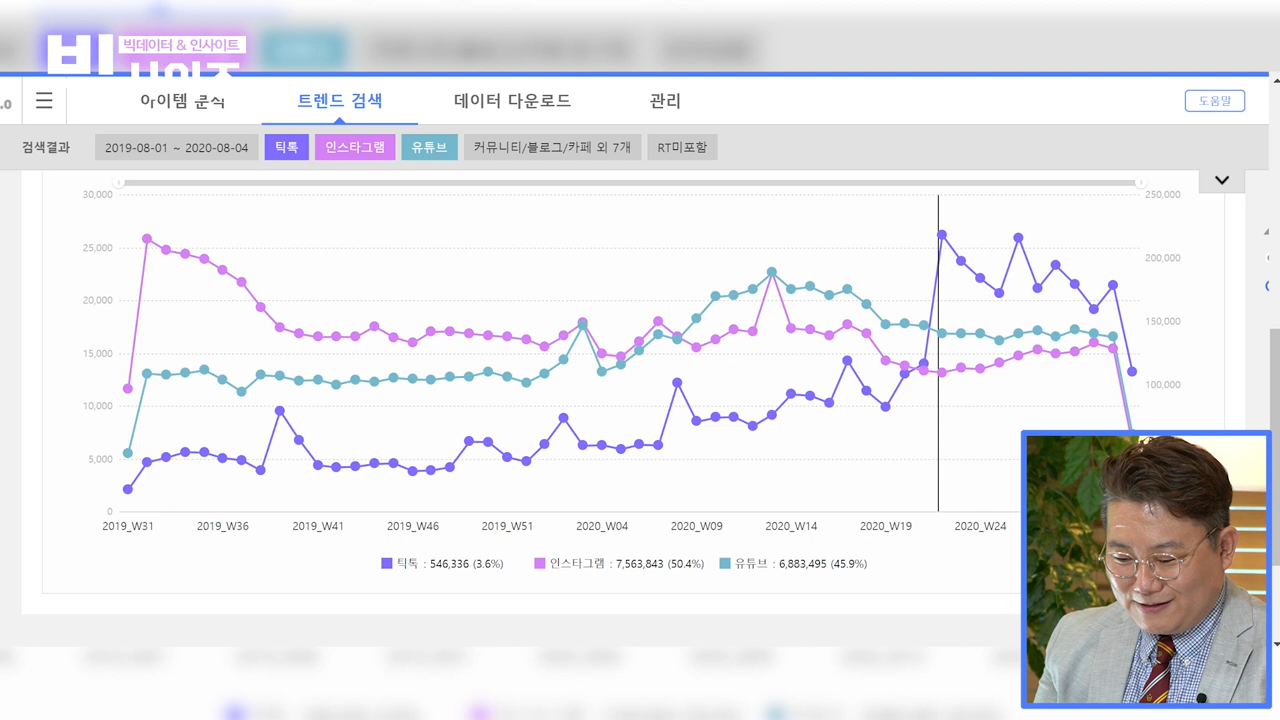 빅데이터 & 인사이트
아이템 분석
트렌드 검색
데이터 다운로드
관리
도움말
검색결과
2019-08-01 ~ 2020-08-04
틱톡
인스타그램
유튜브
커뮤니티/블로그/카페 외 7개
RT미포함
30,000
250,000
25,000
200,000
20,000
150,000
15,000
100,000
10,000
5,000
0
2019_W31
2019_W36
2019_W41
2019_W46
2019_W51
2020_W04
2020_W09
2020_W14
2020_W19
2020_W24
틱톡 : 546,336 (3.6%)
인스타그램 : 7,563,843 (50.4%)
유튜브 : 6,883,495 (45.9%)